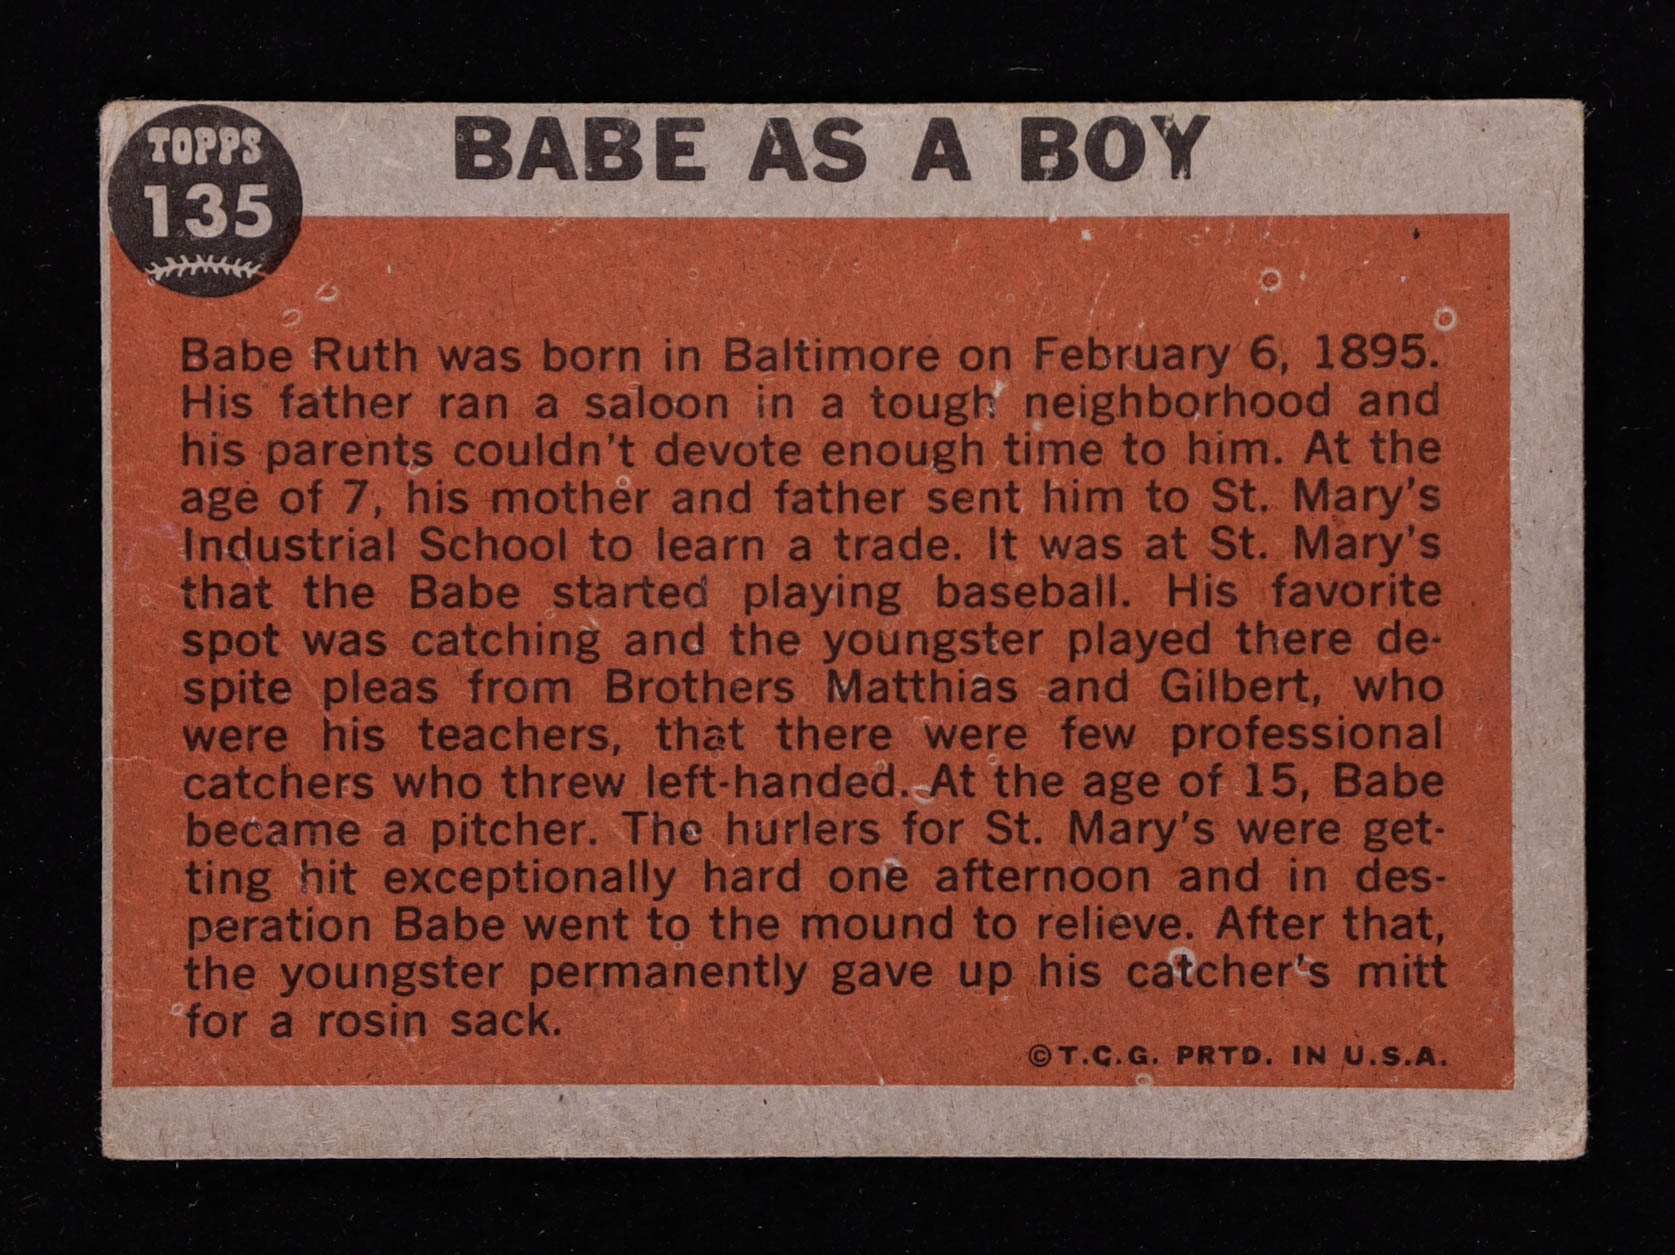 TOPPS
135
BABE AS A BOY
Babe Ruth was born in Baltimore on February 6, 1895.
His father ran a saloon in a tough neighborhood and
his parents couldn't devote enough time to him. At the
age of 7, his mother and father sent him to St. Mary's
Industrial School to learn a trade. It was at St. Mary's
that the Babe started playing baseball. His favorite
spot was catching and the youngster played there de-
spite pleas from Brothers Matthias and Gilbert, who
were his teachers, that there were few professional
catchers who threw left-handed. At the age of 15, Babe
became a pitcher. The hurlers for St. Mary's were get-
ting hit exceptionally hard one afternoon and in des-
peration Babe went to the mound to relieve. After that,
the youngster permanently gave up his catcher's mitt
for a rosin sack.
©T.C.G. PRTD. IN U.S.A.